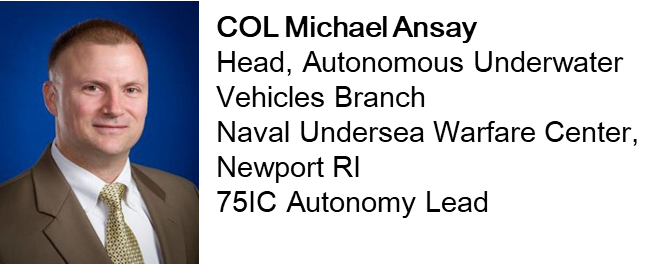 COL Michael Ansay
Head, Autonomous Underwater
Vehicles Branch
Naval Undersea Warfare Center,
Newport RI
75IC Autonomy Lead